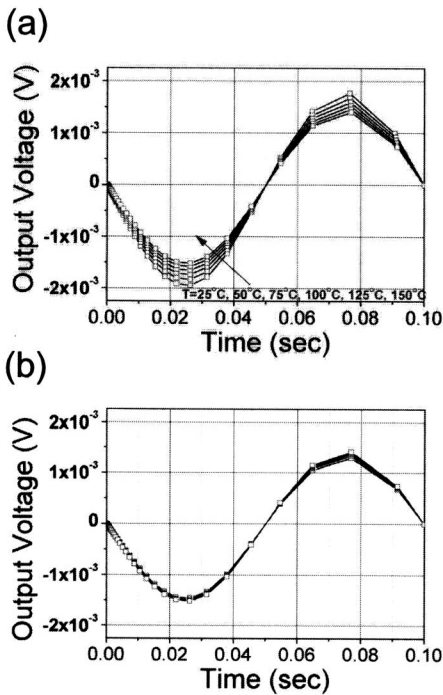 (a)
Output Voltage (V)
2x10⁻³
1x10⁻³
0
-1x10⁻³
-2x10⁻³
T=25°C, 50°C, 75°C, 100°C, 125°C, 150°C
0.00 0.02 0.04 0.06 0.08 0.10
Time (sec)
(b)
Output Voltage (V)
2x10⁻³
1x10⁻³
0
-1x10⁻³
-2x10⁻³
0.00 0.02 0.04 0.06 0.08 0.10
Time (sec)